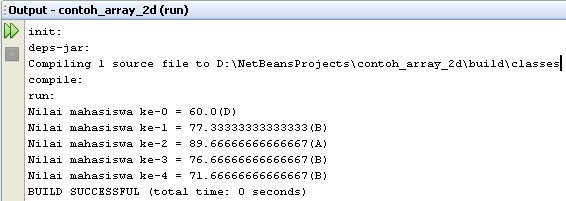 Output - contoh_array_2d (run)
init:
deps-jar:
Compiling 1 source file to D:\NetBeansProjects\contoh_array_2d\build\classes
compile:
run:
Nilai mahasiswa ke-0 = 60.0(D)
Nilai mahasiswa ke-1 = 77.33333333333333(B)
Nilai mahasiswa ke-2 = 89.66666666666667(A)
Nilai mahasiswa ke-3 = 76.66666666666667(B)
Nilai mahasiswa ke-4 = 71.66666666666667(B)
BUILD SUCCESSFUL (total time: 0 seconds)